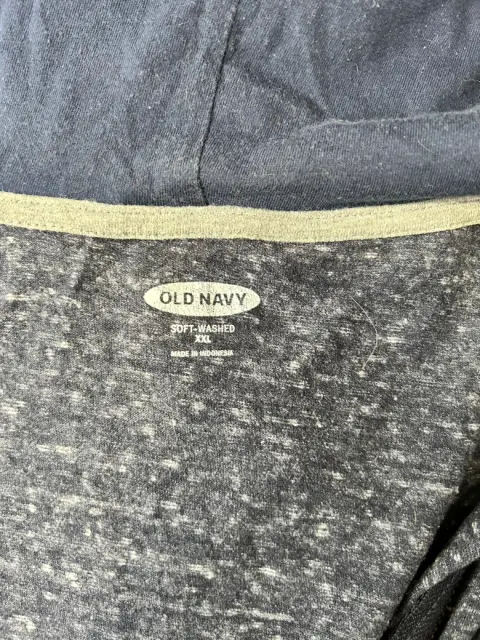 OLD NAVY
SOFT-WASHED
XXL
MADE IN INDONESIA